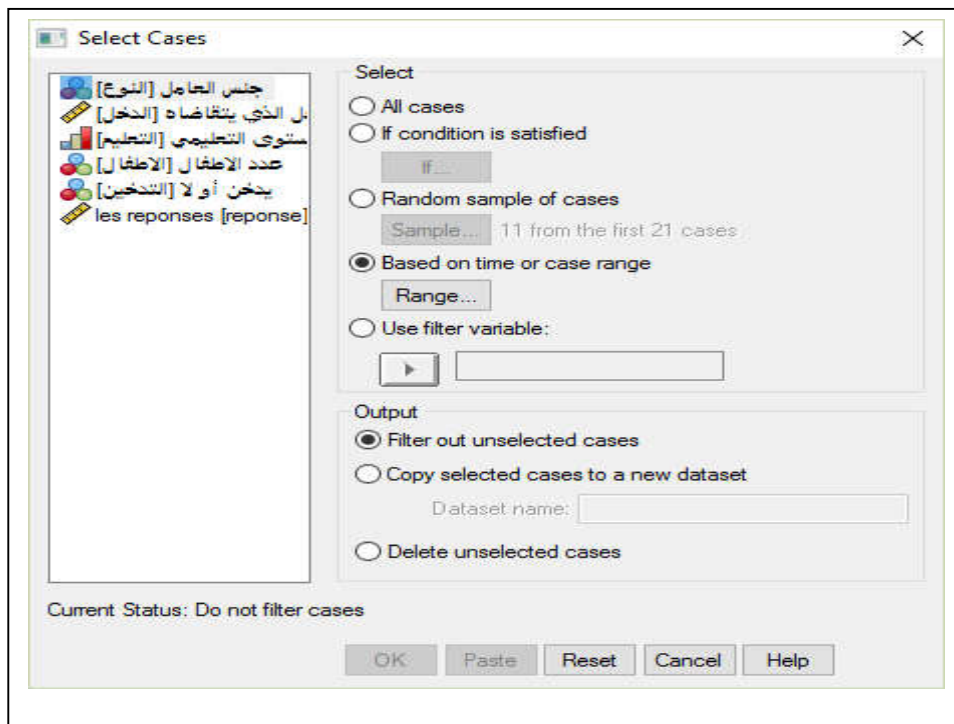 Select Cases
جنس العامل [النوع]
ل الذي يتقاضاه [الدخل]
ستوى التعليمي [التعليم]
عدد الاطفال [الاطفال]
يدخن أو لا [التدخين]
les reponses [reponse]
Select
All cases
If condition is satisfied
If...
Random sample of cases
Sample... 11 from the first 21 cases
Based on time or case range
Range...
Use filter variable:
Output
Filter out unselected cases
Copy selected cases to a new dataset
Dataset name:
Delete unselected cases
Current Status: Do not filter cases
OK Paste Reset Cancel Help